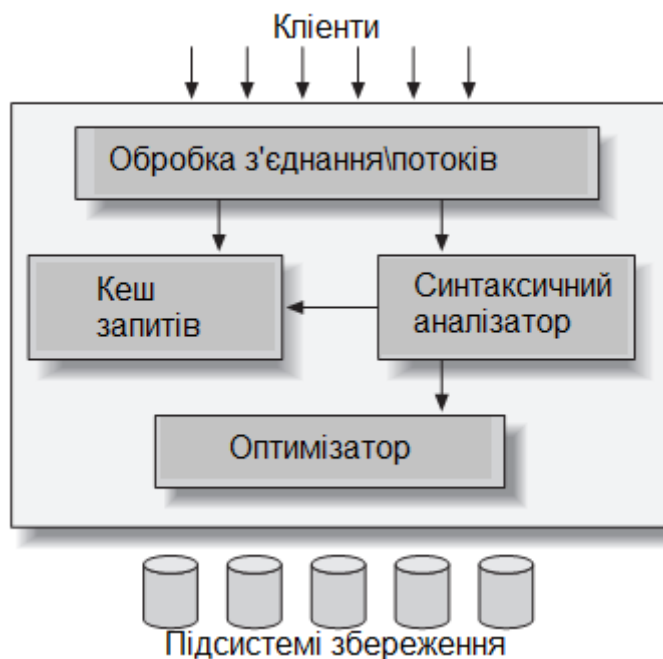 Клієнти
Обробка з'єднання\потоків
Кеш
запитів
Синтаксичний
аналізатор
Оптимізатор
Підсистемі збереження